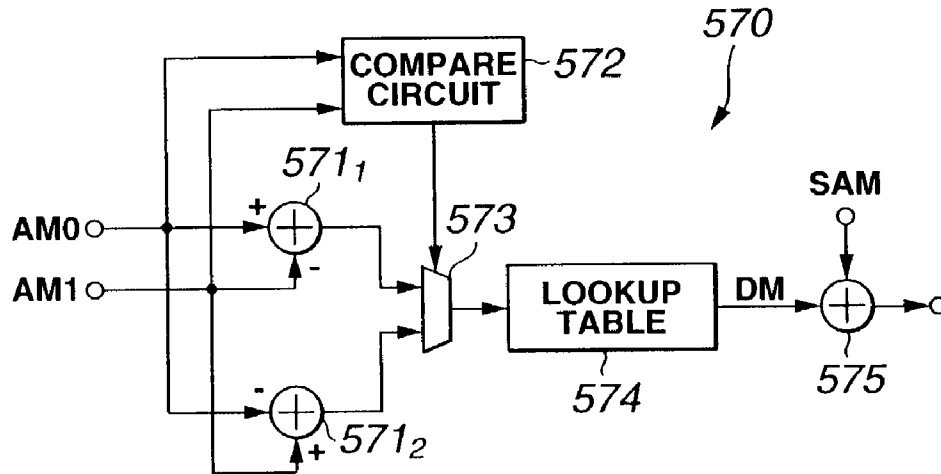 570
COMPARE
CIRCUIT
572
571₁
+
-
AM0
AM1
573
SAM
LOOKUP
TABLE
DM
574
575
-
+
571₂